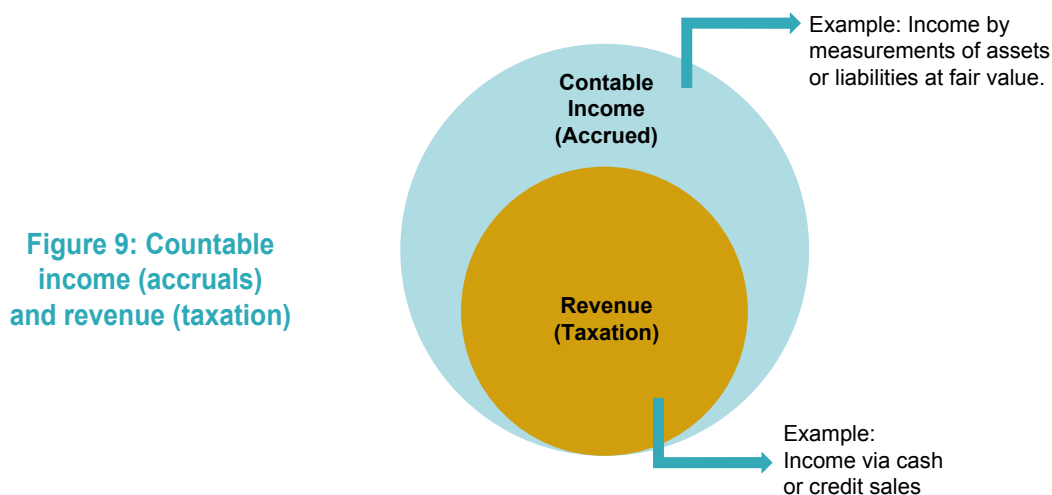 Example: Income by
measurements of assets
or liabilities at fair value.
Contable
Income
(Accrued)
Figure 9: Countable
income (accruals)
and revenue (taxation)
Revenue
(Taxation)
Example:
Income via cash
or credit sales